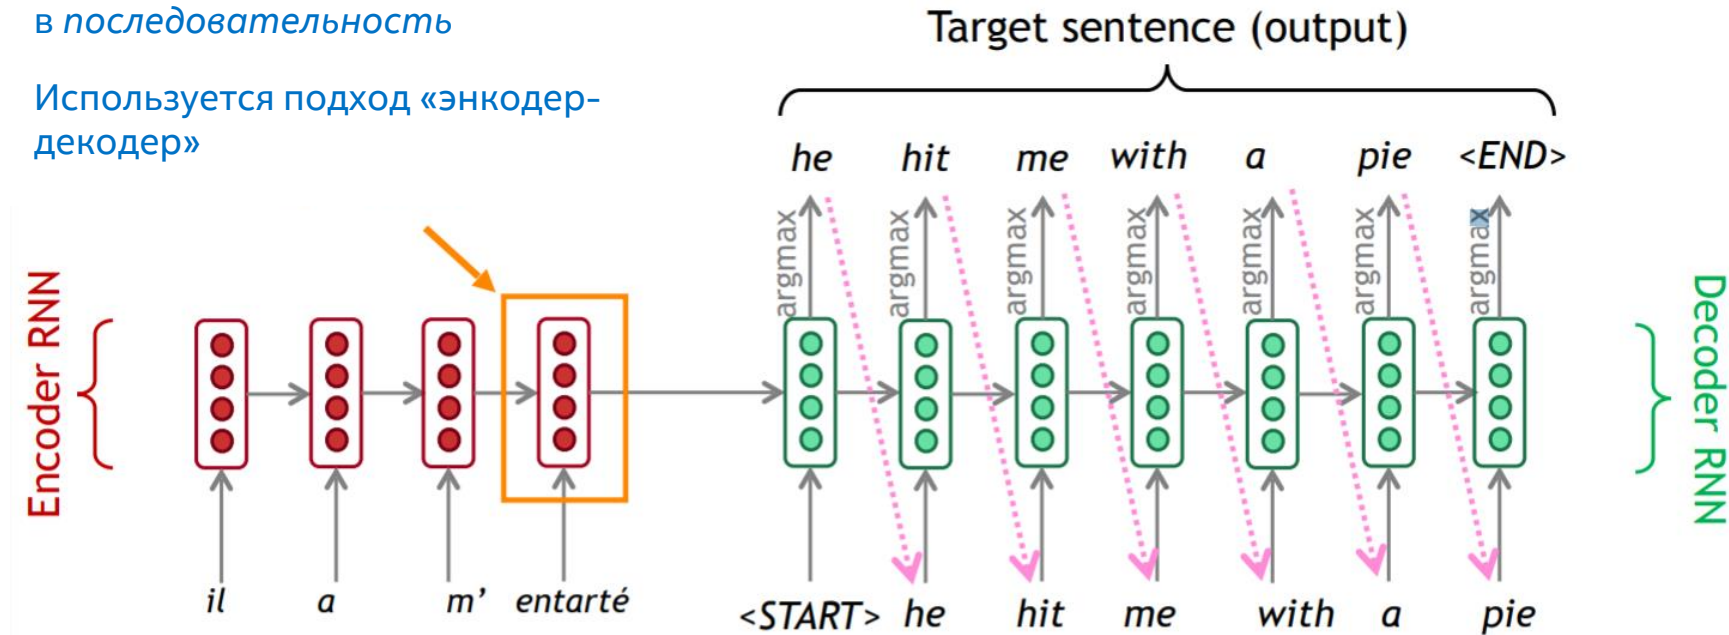 в последовательность
Используется подход «энкодер-
декодер»
Target sentence (output)
he hit me with a pie <END>
argmax argmax argmax argmax argmax argmax argmax
Encoder RNN
Decoder RNN
il a m’ entarté
<START> he hit me with a pie